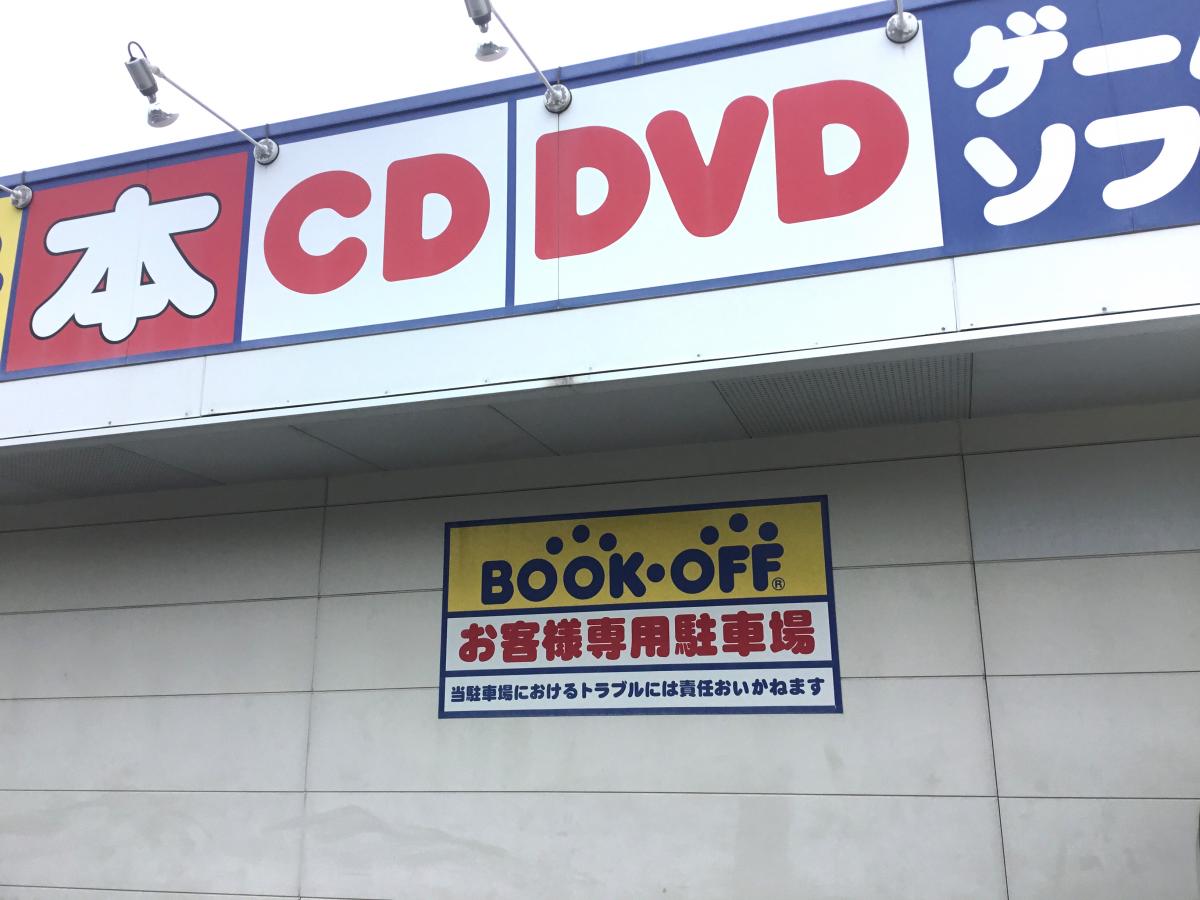 本 CD DVD ゲーム
ソフ
BOOK・OFF®
お客様専用駐車場
当駐車場におけるトラブルには責任おいかねます